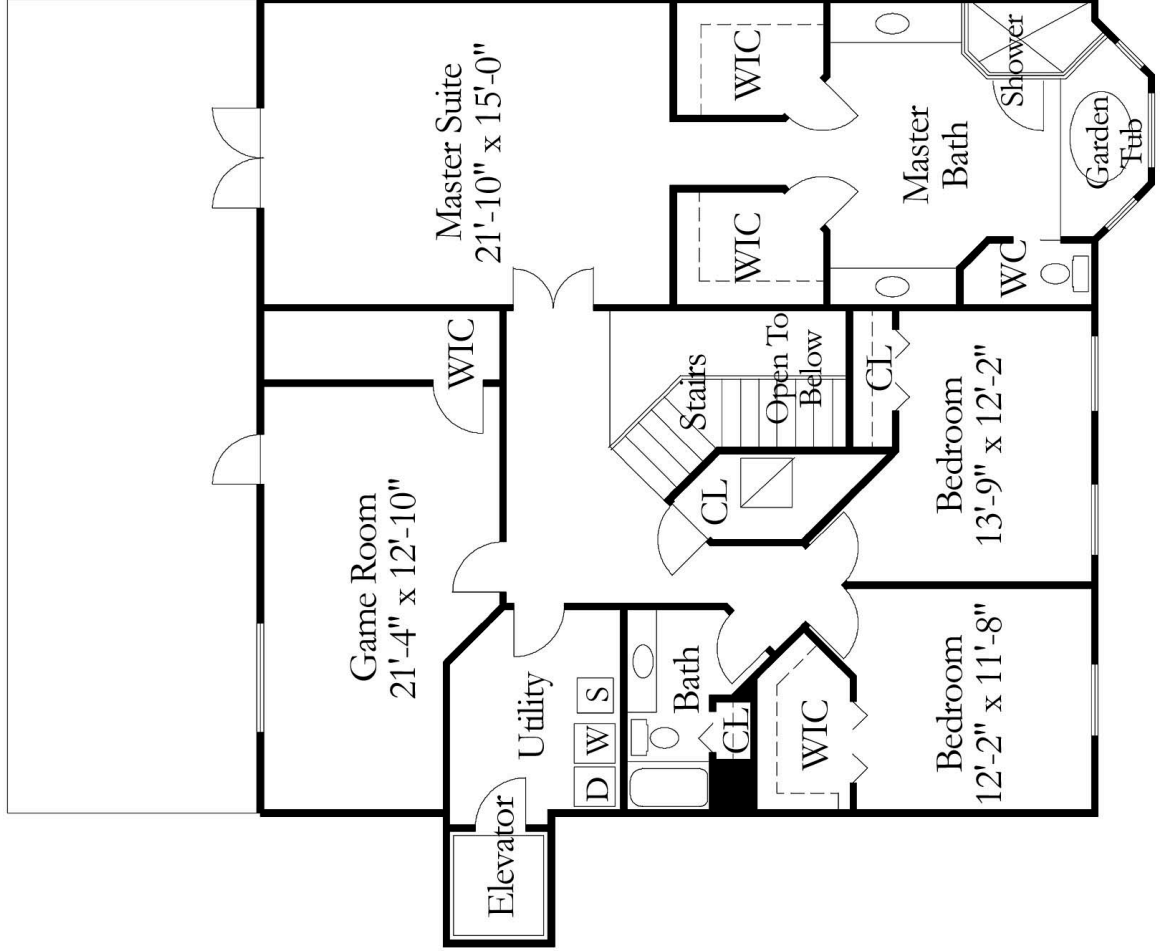 Master Suite
21'-10" x 15'-0"
WIC
WIC
Master
Bath
Shower
Garden
Tub
WC
Game Room
21'-4" x 12'-10"
WIC
Stairs
Open To
Below
CL
CL
Bedroom
13'-9" x 12'-2"
Elevator
Utility
D
W
S
Bath
CL
WIC
Bedroom
12'-2" x 11'-8"